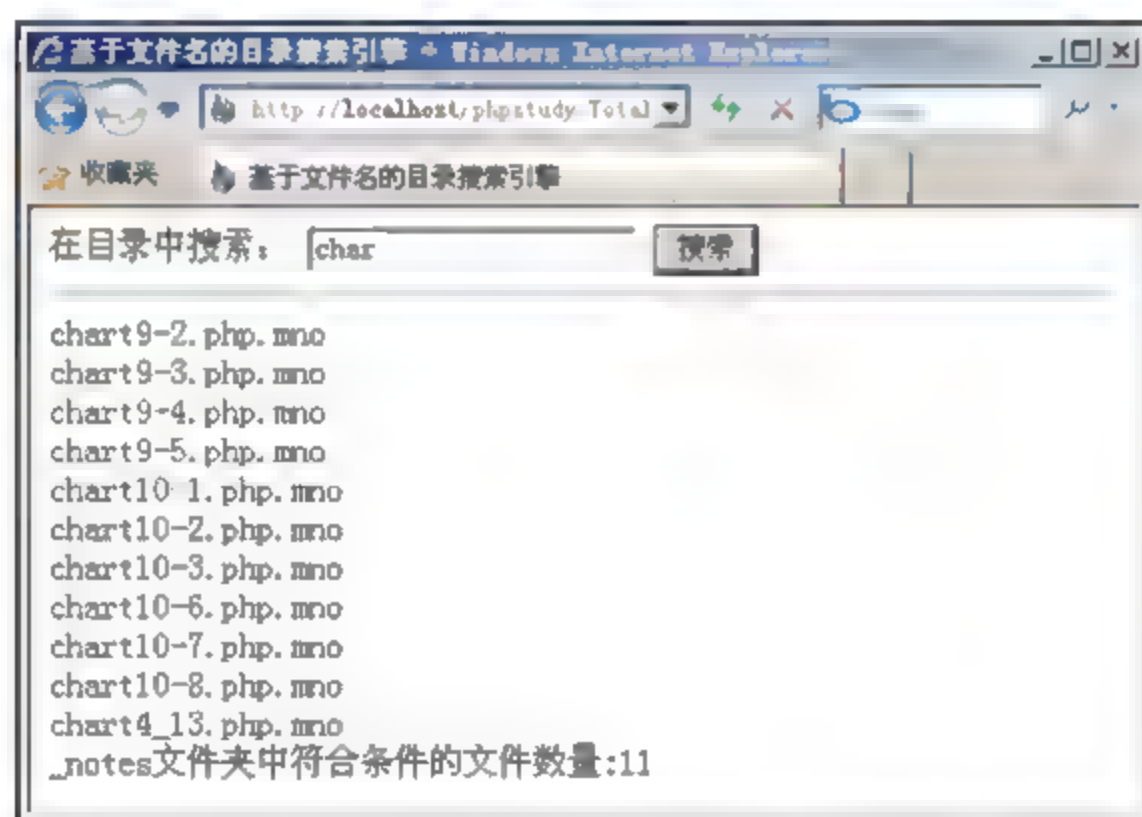 基于文件名的目录搜索引擎 - Windows Internet Explorer
http://localhost/phpstudy Total
收藏夹 基于文件名的目录搜索引擎
在目录中搜索: char 搜索
chart9-2.php.mno
chart9-3.php.mno
chart9-4.php.mno
chart9-5.php.mno
chart10-1.php.mno
chart10-2.php.mno
chart10-3.php.mno
chart10-6.php.mno
chart10-7.php.mno
chart10-8.php.mno
chart4_13.php.mno
_notes文件夹中符合条件的文件数量:11